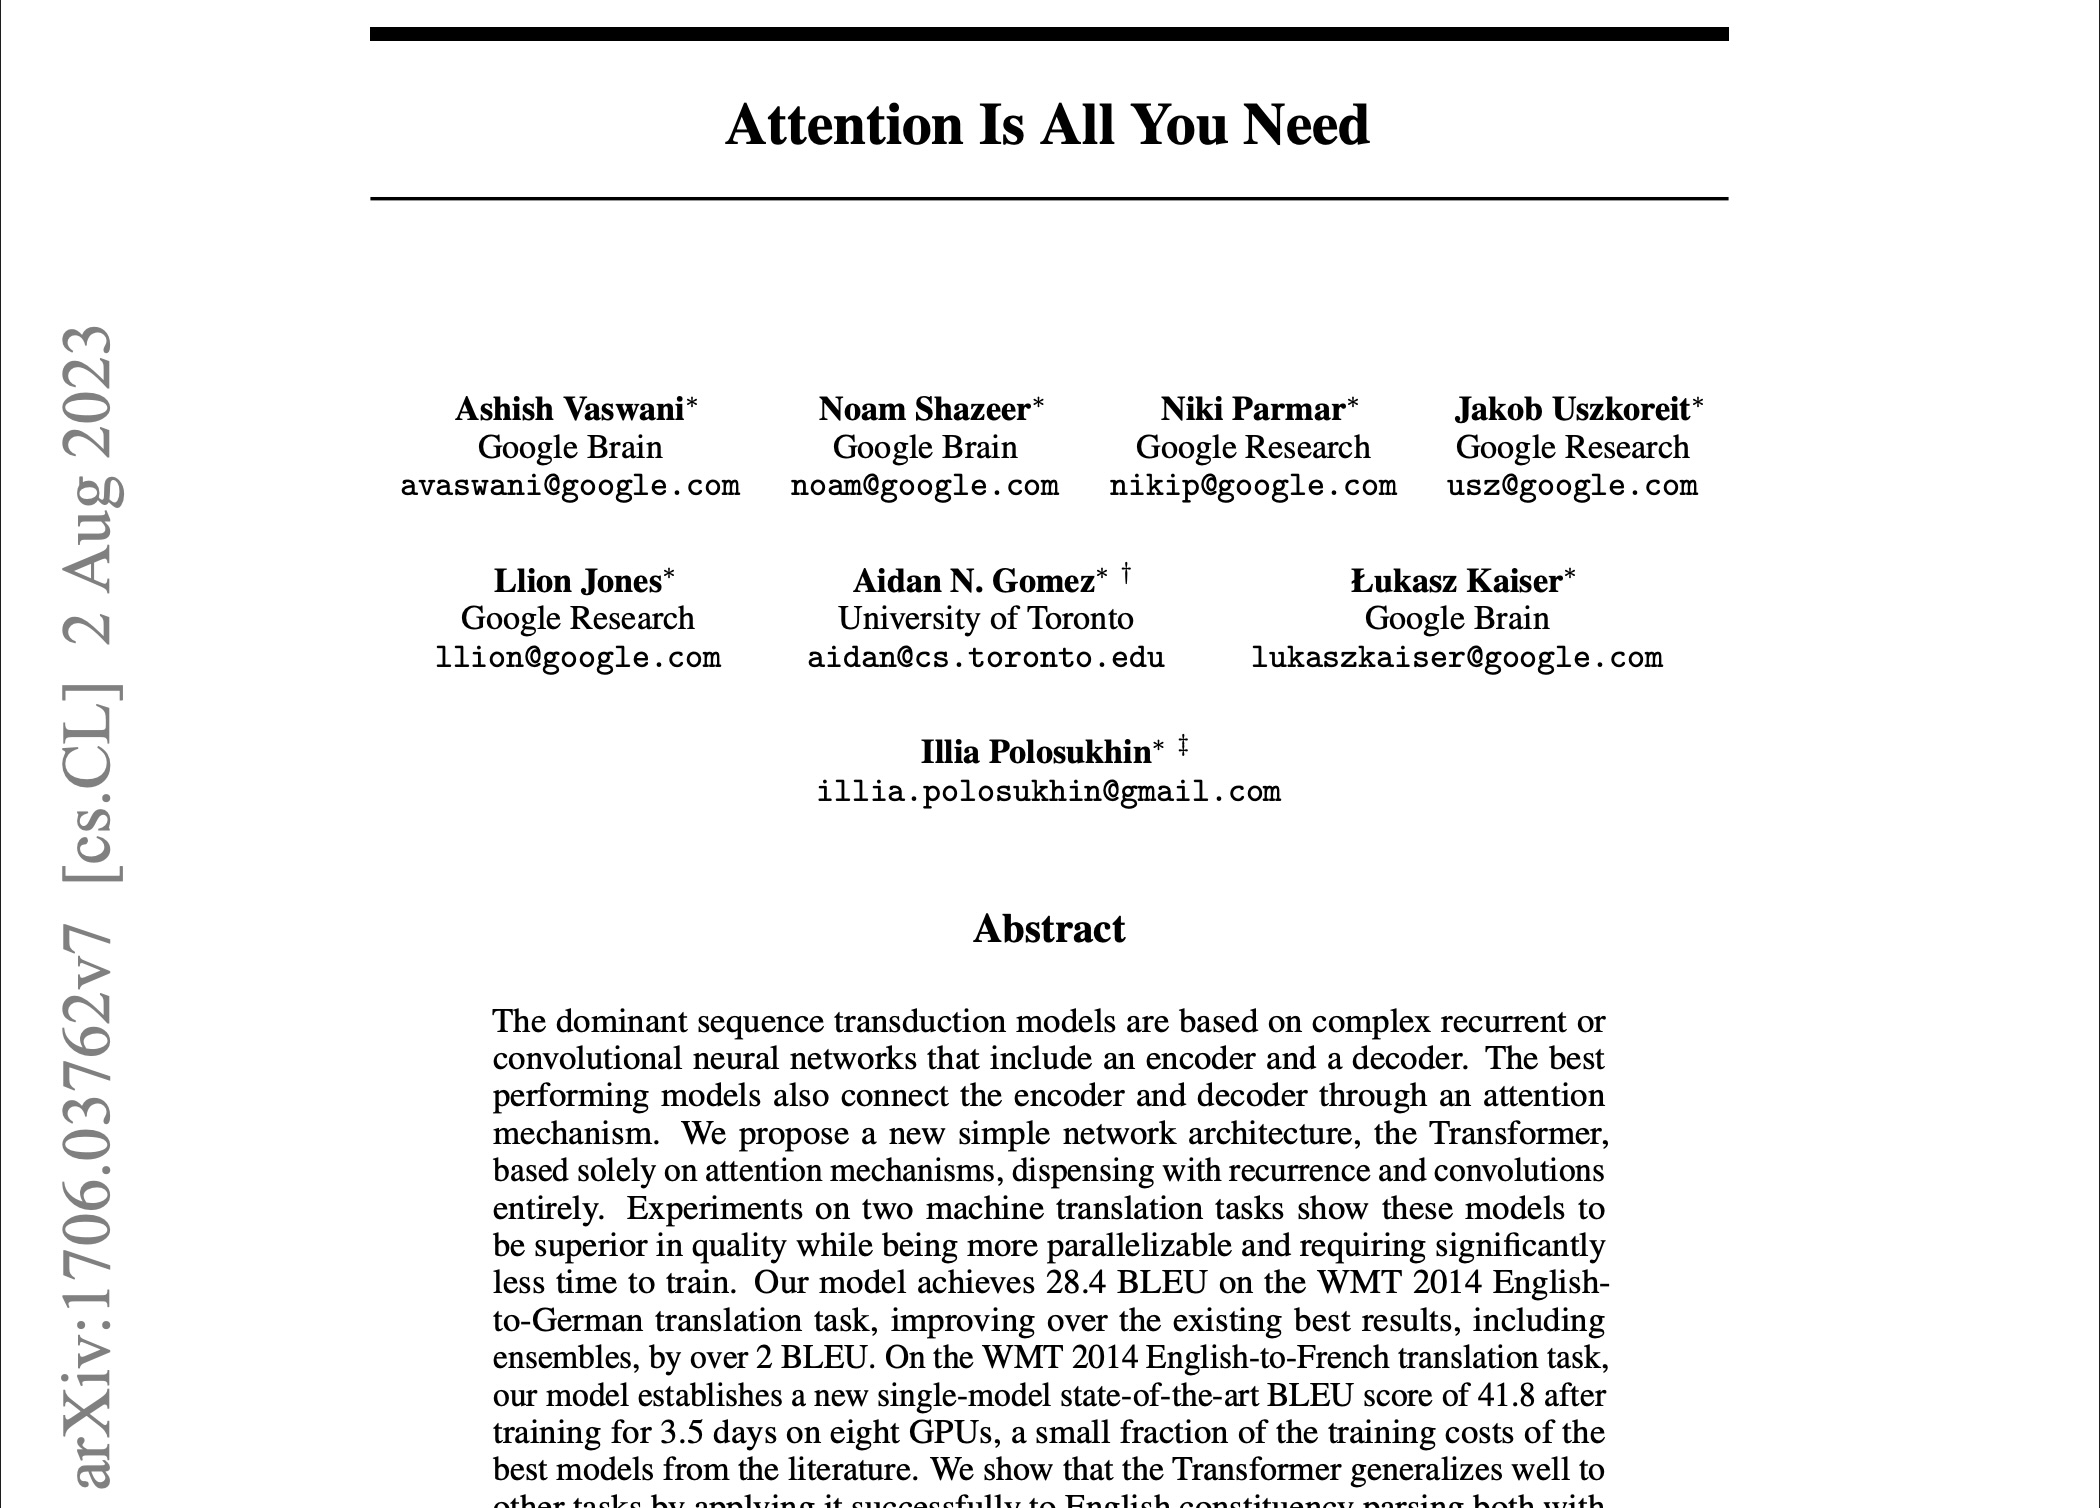 Attention Is All You Need
Ashish Vaswani*
Google Brain
avaswani@google.com
Noam Shazeer*
Google Brain
noam@google.com
Niki Parmar*
Google Research
nikip@google.com
Jakob Uszkoreit*
Google Research
usz@google.com
Llion Jones*
Google Research
llion@google.com
Aidan N. Gomez* †
University of Toronto
aidan@cs.toronto.edu
Łukasz Kaiser*
Google Brain
lukaszkaiser@google.com
Illia Polosukhin* ‡
illia.polosukhin@gmail.com
Abstract
The dominant sequence transduction models are based on complex recurrent or
convolutional neural networks that include an encoder and a decoder. The best
performing models also connect the encoder and decoder through an attention
mechanism. We propose a new simple network architecture, the Transformer,
based solely on attention mechanisms, dispensing with recurrence and convolutions
entirely. Experiments on two machine translation tasks show these models to
be superior in quality while being more parallelizable and requiring significantly
less time to train. Our model achieves 28.4 BLEU on the WMT 2014 English-
to-German translation task, improving over the existing best results, including
ensembles, by over 2 BLEU. On the WMT 2014 English-to-French translation task,
our model establishes a new single-model state-of-the-art BLEU score of 41.8 after
training for 3.5 days on eight GPUs, a small fraction of the training costs of the
best models from the literature. We show that the Transformer generalizes well to
other tasks by applying it successfully to English constituency parsing both with
arXiv:1706.03762v7 [cs.CL] 2 Aug 2023